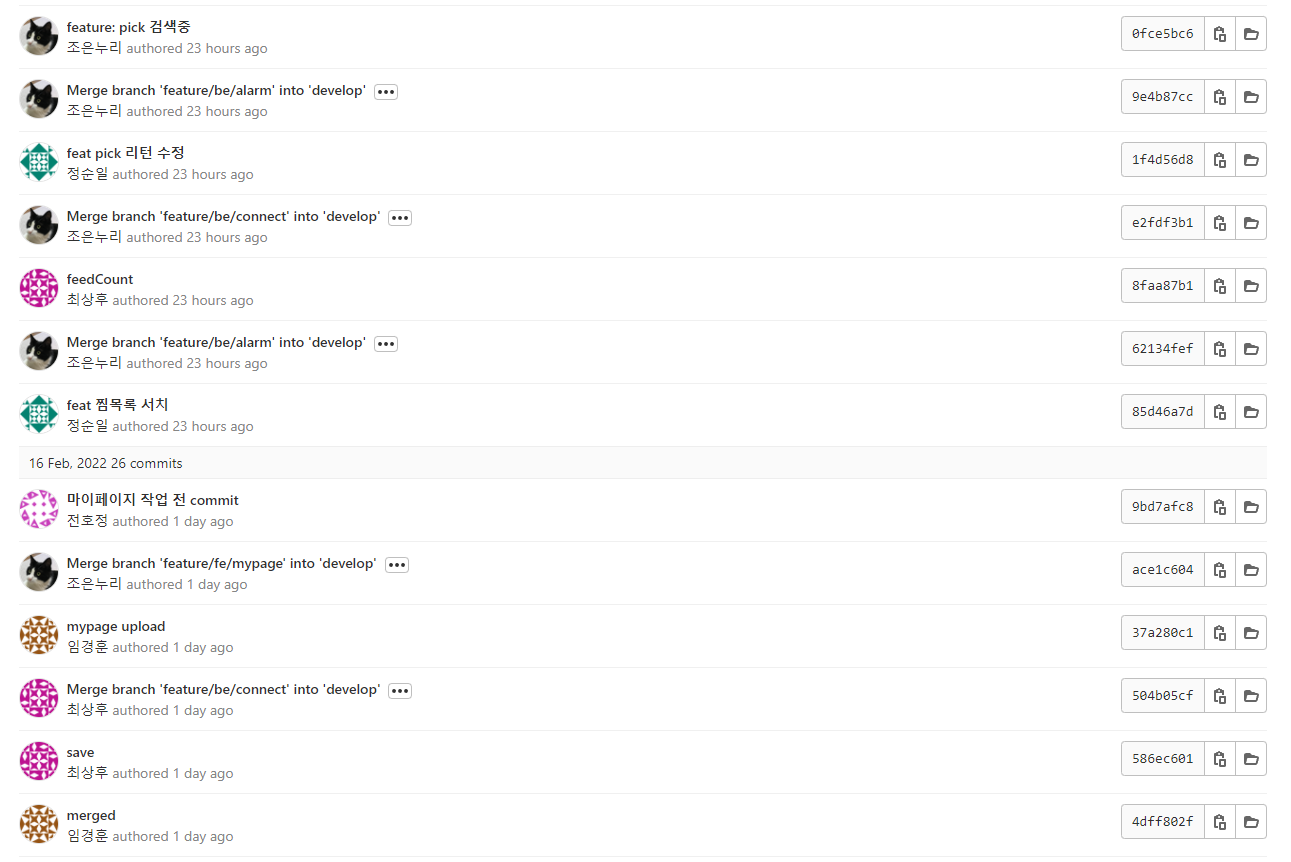 feature: pick 검색중
조은누리 authored 23 hours ago
0fce5bc6
Merge branch 'feature/be/alarm' into 'develop'
조은누리 authored 23 hours ago
9e4b87cc
feat pick 리턴 수정
정순일 authored 23 hours ago
1f4d56d8
Merge branch 'feature/be/connect' into 'develop'
조은누리 authored 23 hours ago
e2fdf3b1
feedCount
최상후 authored 23 hours ago
8faa87b1
Merge branch 'feature/be/alarm' into 'develop'
조은누리 authored 23 hours ago
62134fef
feat 찜목록 서치
정순일 authored 23 hours ago
85d46a7d
16 Feb, 2022 26 commits
마이페이지 작업 전 commit
전호정 authored 1 day ago
9bd7afc8
Merge branch 'feature/fe/mypage' into 'develop'
조은누리 authored 1 day ago
ace1c604
mypage upload
임경훈 authored 1 day ago
37a280c1
Merge branch 'feature/be/connect' into 'develop'
최상후 authored 1 day ago
504b05cf
save
최상후 authored 1 day ago
586ec601
merged
임경훈 authored 1 day ago
4dff802f